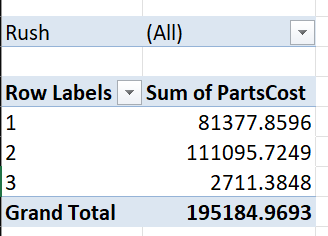 Rush (All)
Row Labels Sum of PartsCost
1 81377.8596
2 111095.7249
3 2711.3848
Grand Total 195184.9693